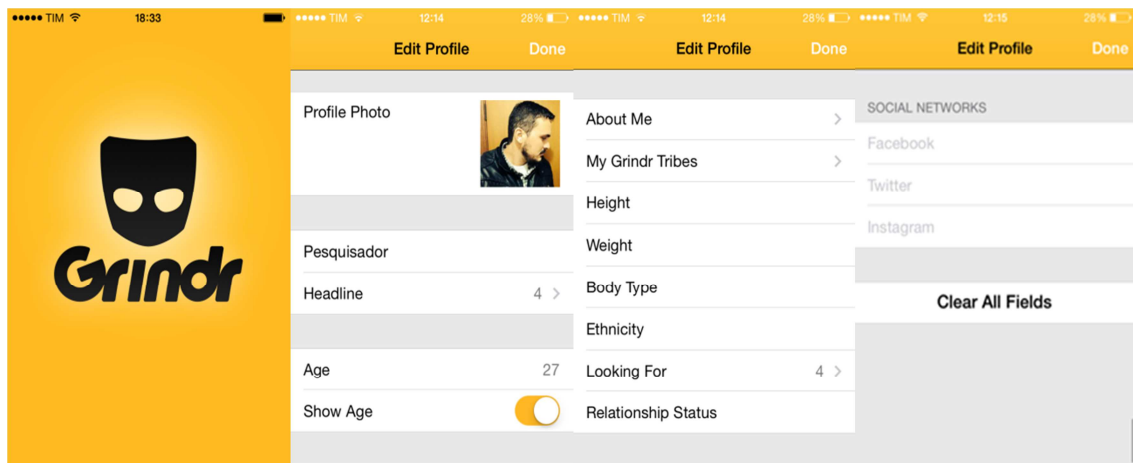 ●●●●● TIM 18:33
Grindr
●●●●● TIM 12:14 28%
Edit Profile Done
Profile Photo
Pesquisador
Headline 4 >
Age 27
Show Age
●●●●● TIM 12:14 28%
Edit Profile Done
About Me >
My Grindr Tribes >
Height
Weight
Body Type
Ethnicity
Looking For 4 >
Relationship Status
●●●●● TIM 12:15 28%
Edit Profile Done
SOCIAL NETWORKS
Facebook
Twitter
Instagram
Clear All Fields